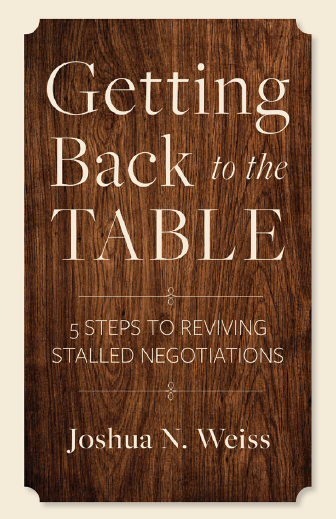 Getting
Back to the
TABLE
5 STEPS TO REVIVING
STALLED NEGOTIATIONS
Joshua N. Weiss